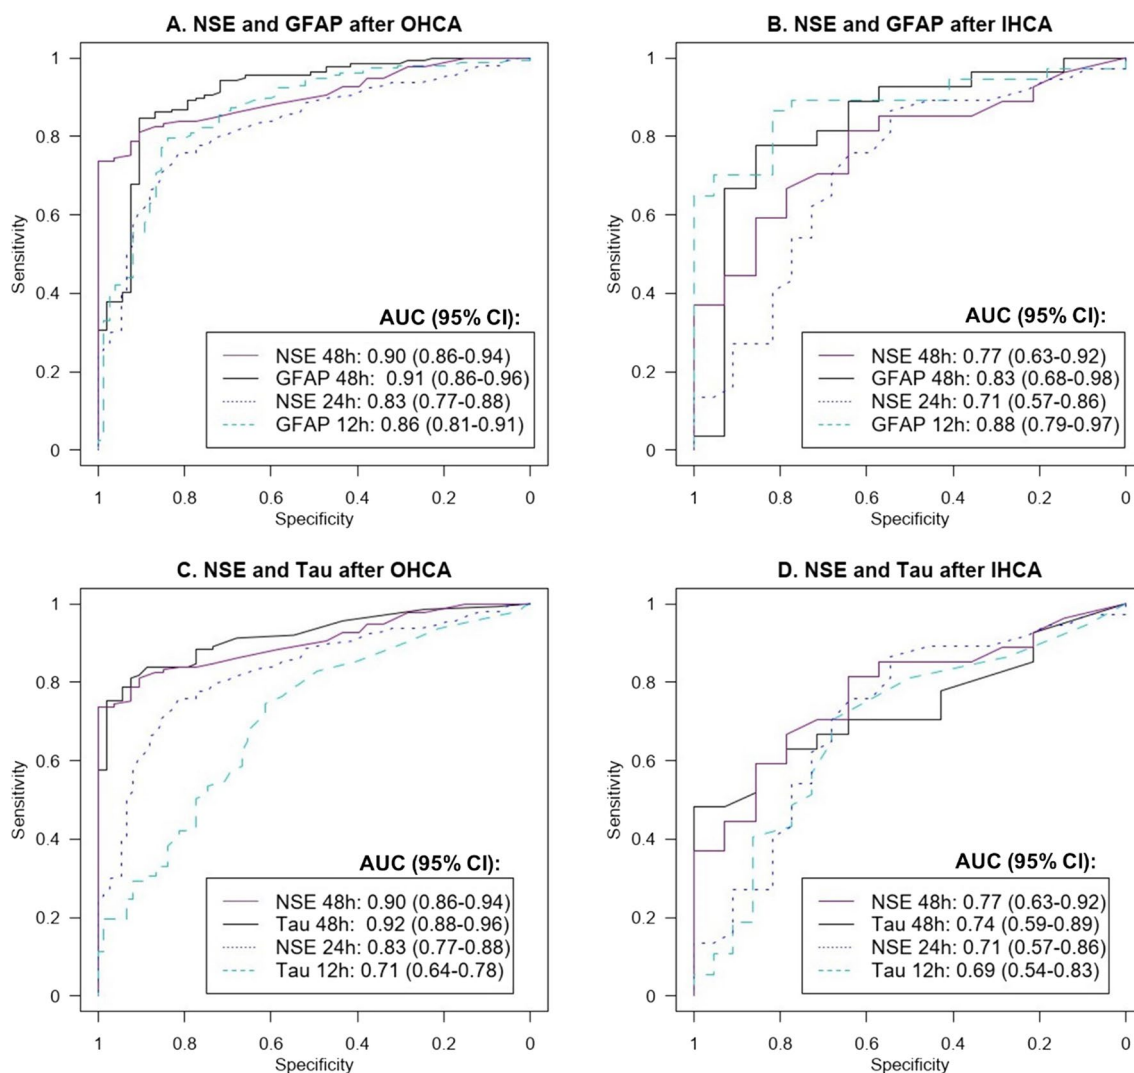 A. NSE and GFAP after OHCA
1
0.8
0.6
0.4
0.2
0
Sensitivity
AUC (95% CI):
NSE 48h: 0.90 (0.86-0.94)
GFAP 48h: 0.91 (0.86-0.96)
NSE 24h: 0.83 (0.77-0.88)
GFAP 12h: 0.86 (0.81-0.91)
1 0.8 0.6 0.4 0.2 0
Specificity
B. NSE and GFAP after IHCA
1
0.8
0.6
0.4
0.2
0
Sensitivity
AUC (95% CI):
NSE 48h: 0.77 (0.63-0.92)
GFAP 48h: 0.83 (0.68-0.98)
NSE 24h: 0.71 (0.57-0.86)
GFAP 12h: 0.88 (0.79-0.97)
1 0.8 0.6 0.4 0.2 0
Specificity
C. NSE and Tau after OHCA
1
0.8
0.6
0.4
0.2
0
Sensitivity
AUC (95% CI):
NSE 48h: 0.90 (0.86-0.94)
Tau 48h: 0.92 (0.88-0.96)
NSE 24h: 0.83 (0.77-0.88)
Tau 12h: 0.71 (0.64-0.78)
1 0.8 0.6 0.4 0.2 0
Specificity
D. NSE and Tau after IHCA
1
0.8
0.6
0.4
0.2
0
Sensitivity
AUC (95% CI):
NSE 48h: 0.77 (0.63-0.92)
Tau 48h: 0.74 (0.59-0.89)
NSE 24h: 0.71 (0.57-0.86)
Tau 12h: 0.69 (0.54-0.83)
1 0.8 0.6 0.4 0.2 0
Specificity